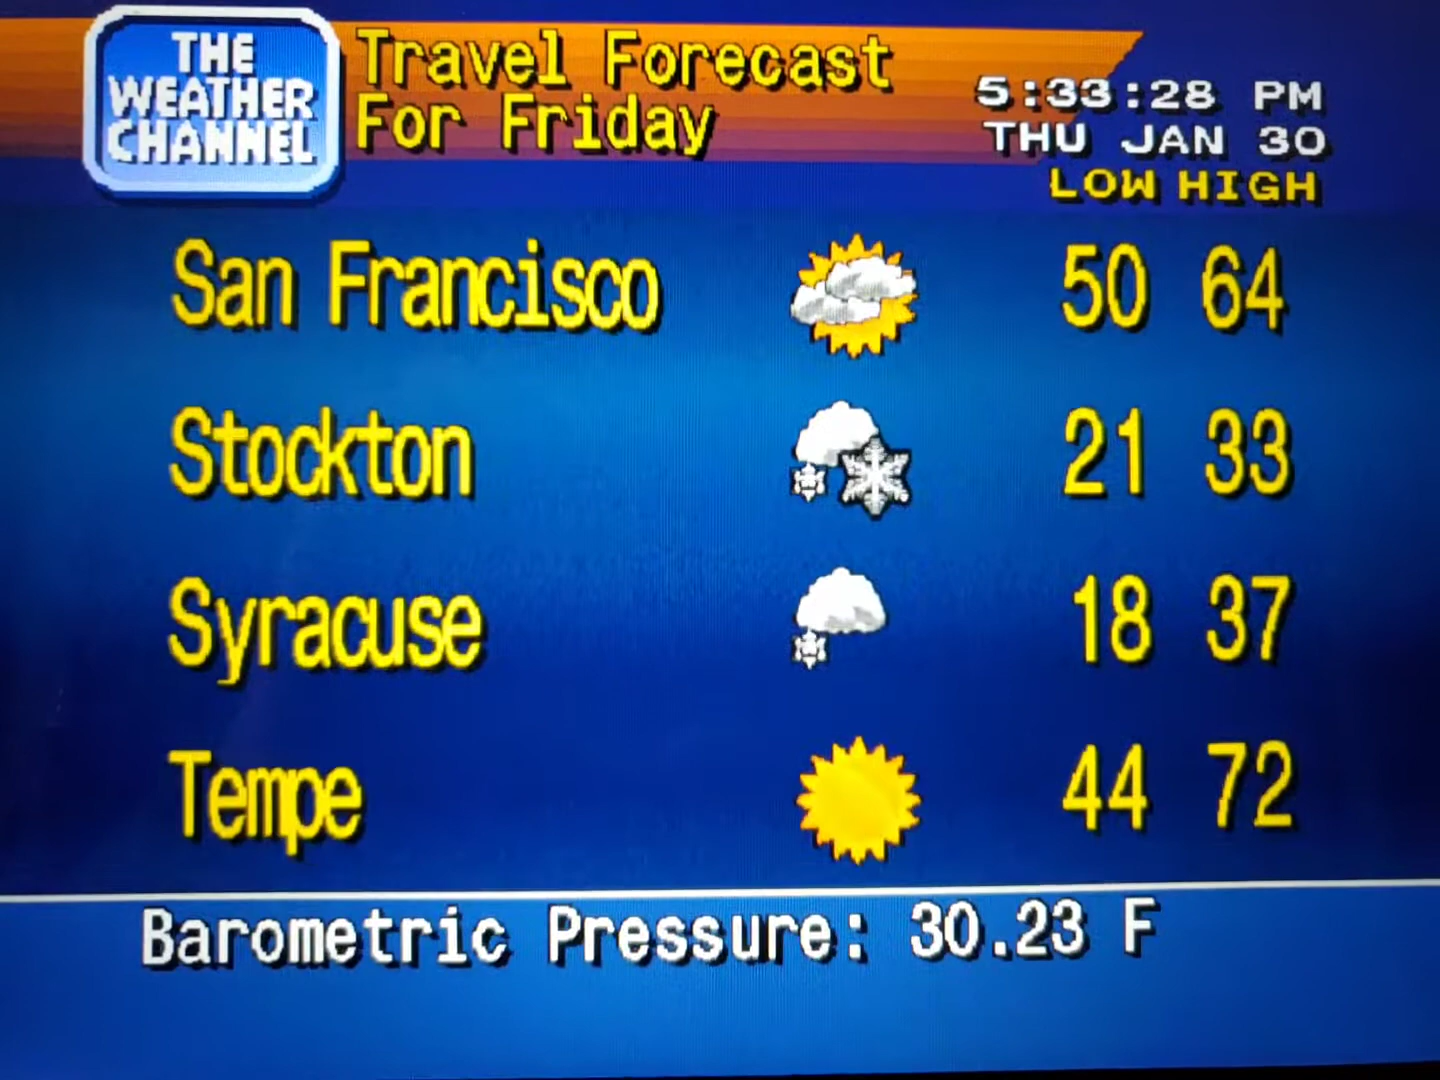 THE
WEATHER
CHANNEL
Travel Forecast
For Friday
5:33:28 PM
THU JAN 30
LOW HIGH
San Francisco 50 64
Stockton 21 33
Syracuse 18 37
Tempe 44 72
Barometric Pressure: 30.23 F